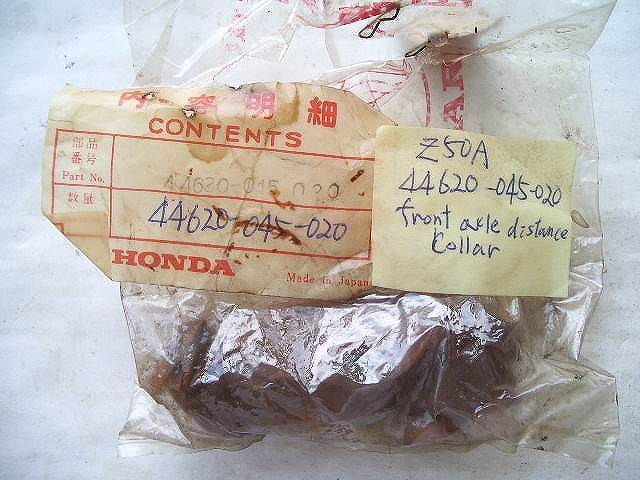 内容明細
CONTENTS
部品
番号
Part No.
44620-045 020
数量
44620-045-020
HONDA
Made in Japan
Z50A
44620-045-020
front axle distance
Collar